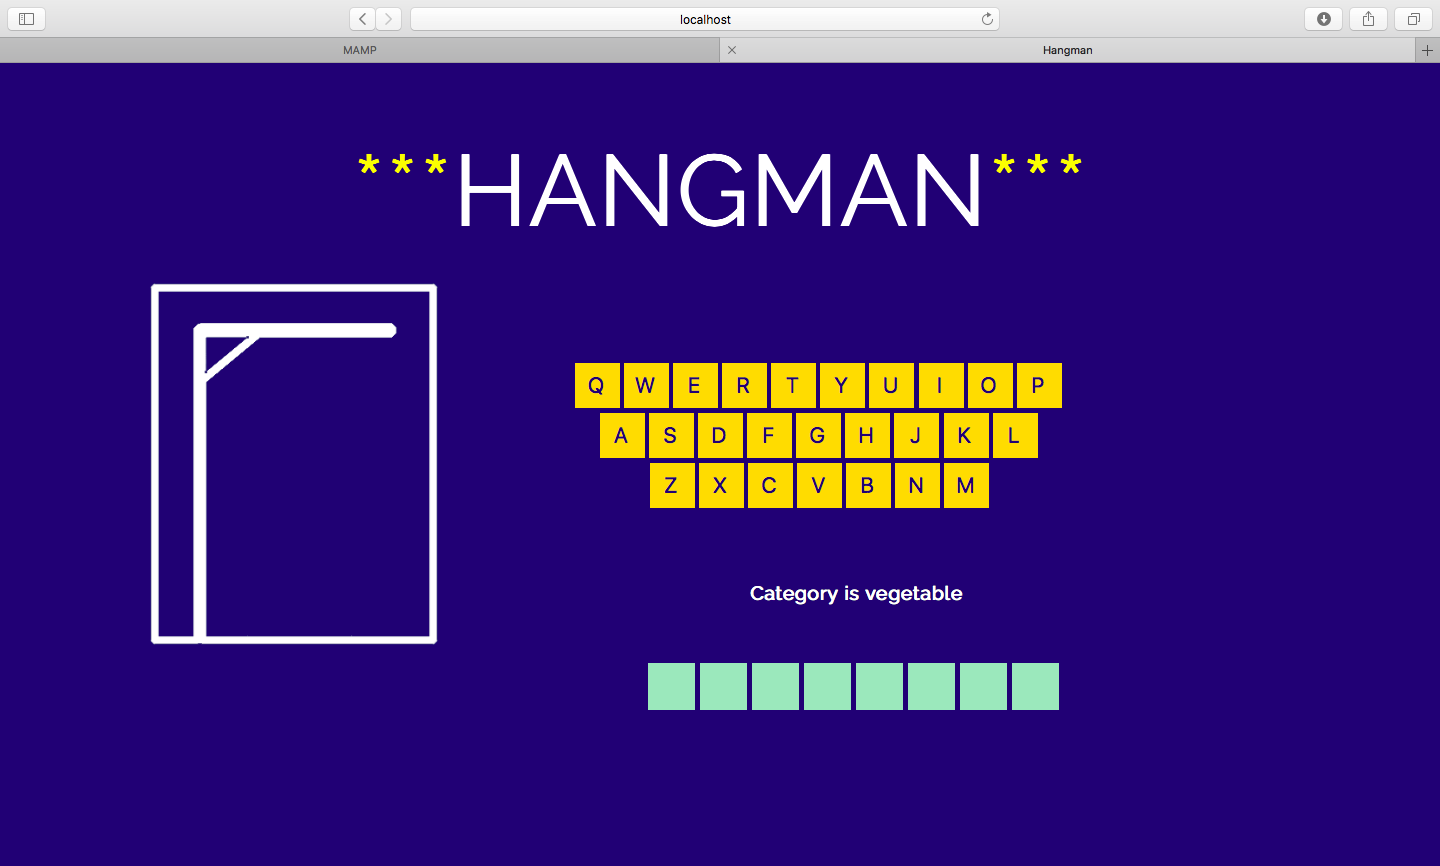 localhost
MAMP
Hangman
***HANGMAN***
Q W E R T Y U I O P
A S D F G H J K L
Z X C V B N M
Category is vegetable